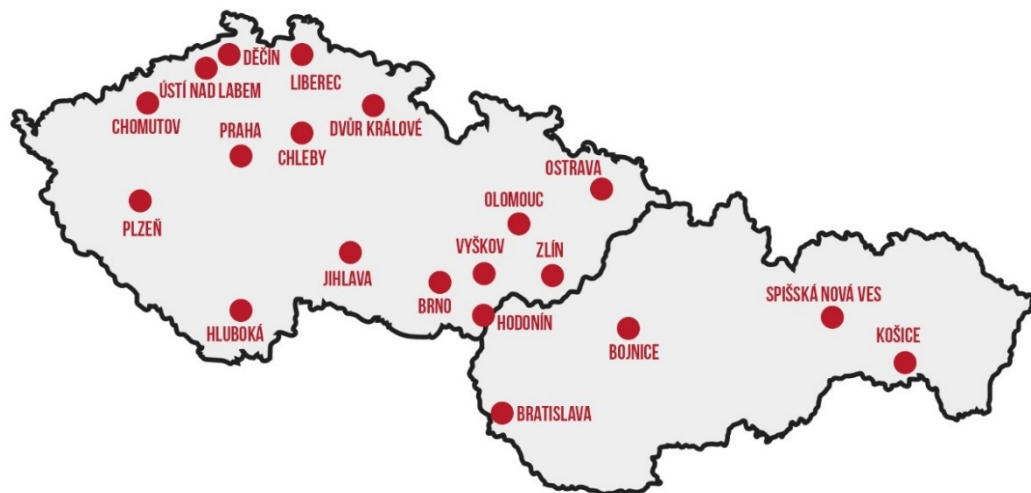 DĚČÍN
LIBEREC
ÚSTÍ NAD LABEM
CHOMUTOV
DVŮR KRÁLOVÉ
PRAHA
CHLEBY
OSTRAVA
OLOMOUC
PLZEŇ
VYŠKOV
ZLÍN
JIHLAVA
BRNO
SPIŠSKÁ NOVÁ VES
HODONÍN
HLUBOKÁ
KOŠICE
BOJNICE
BRATISLAVA